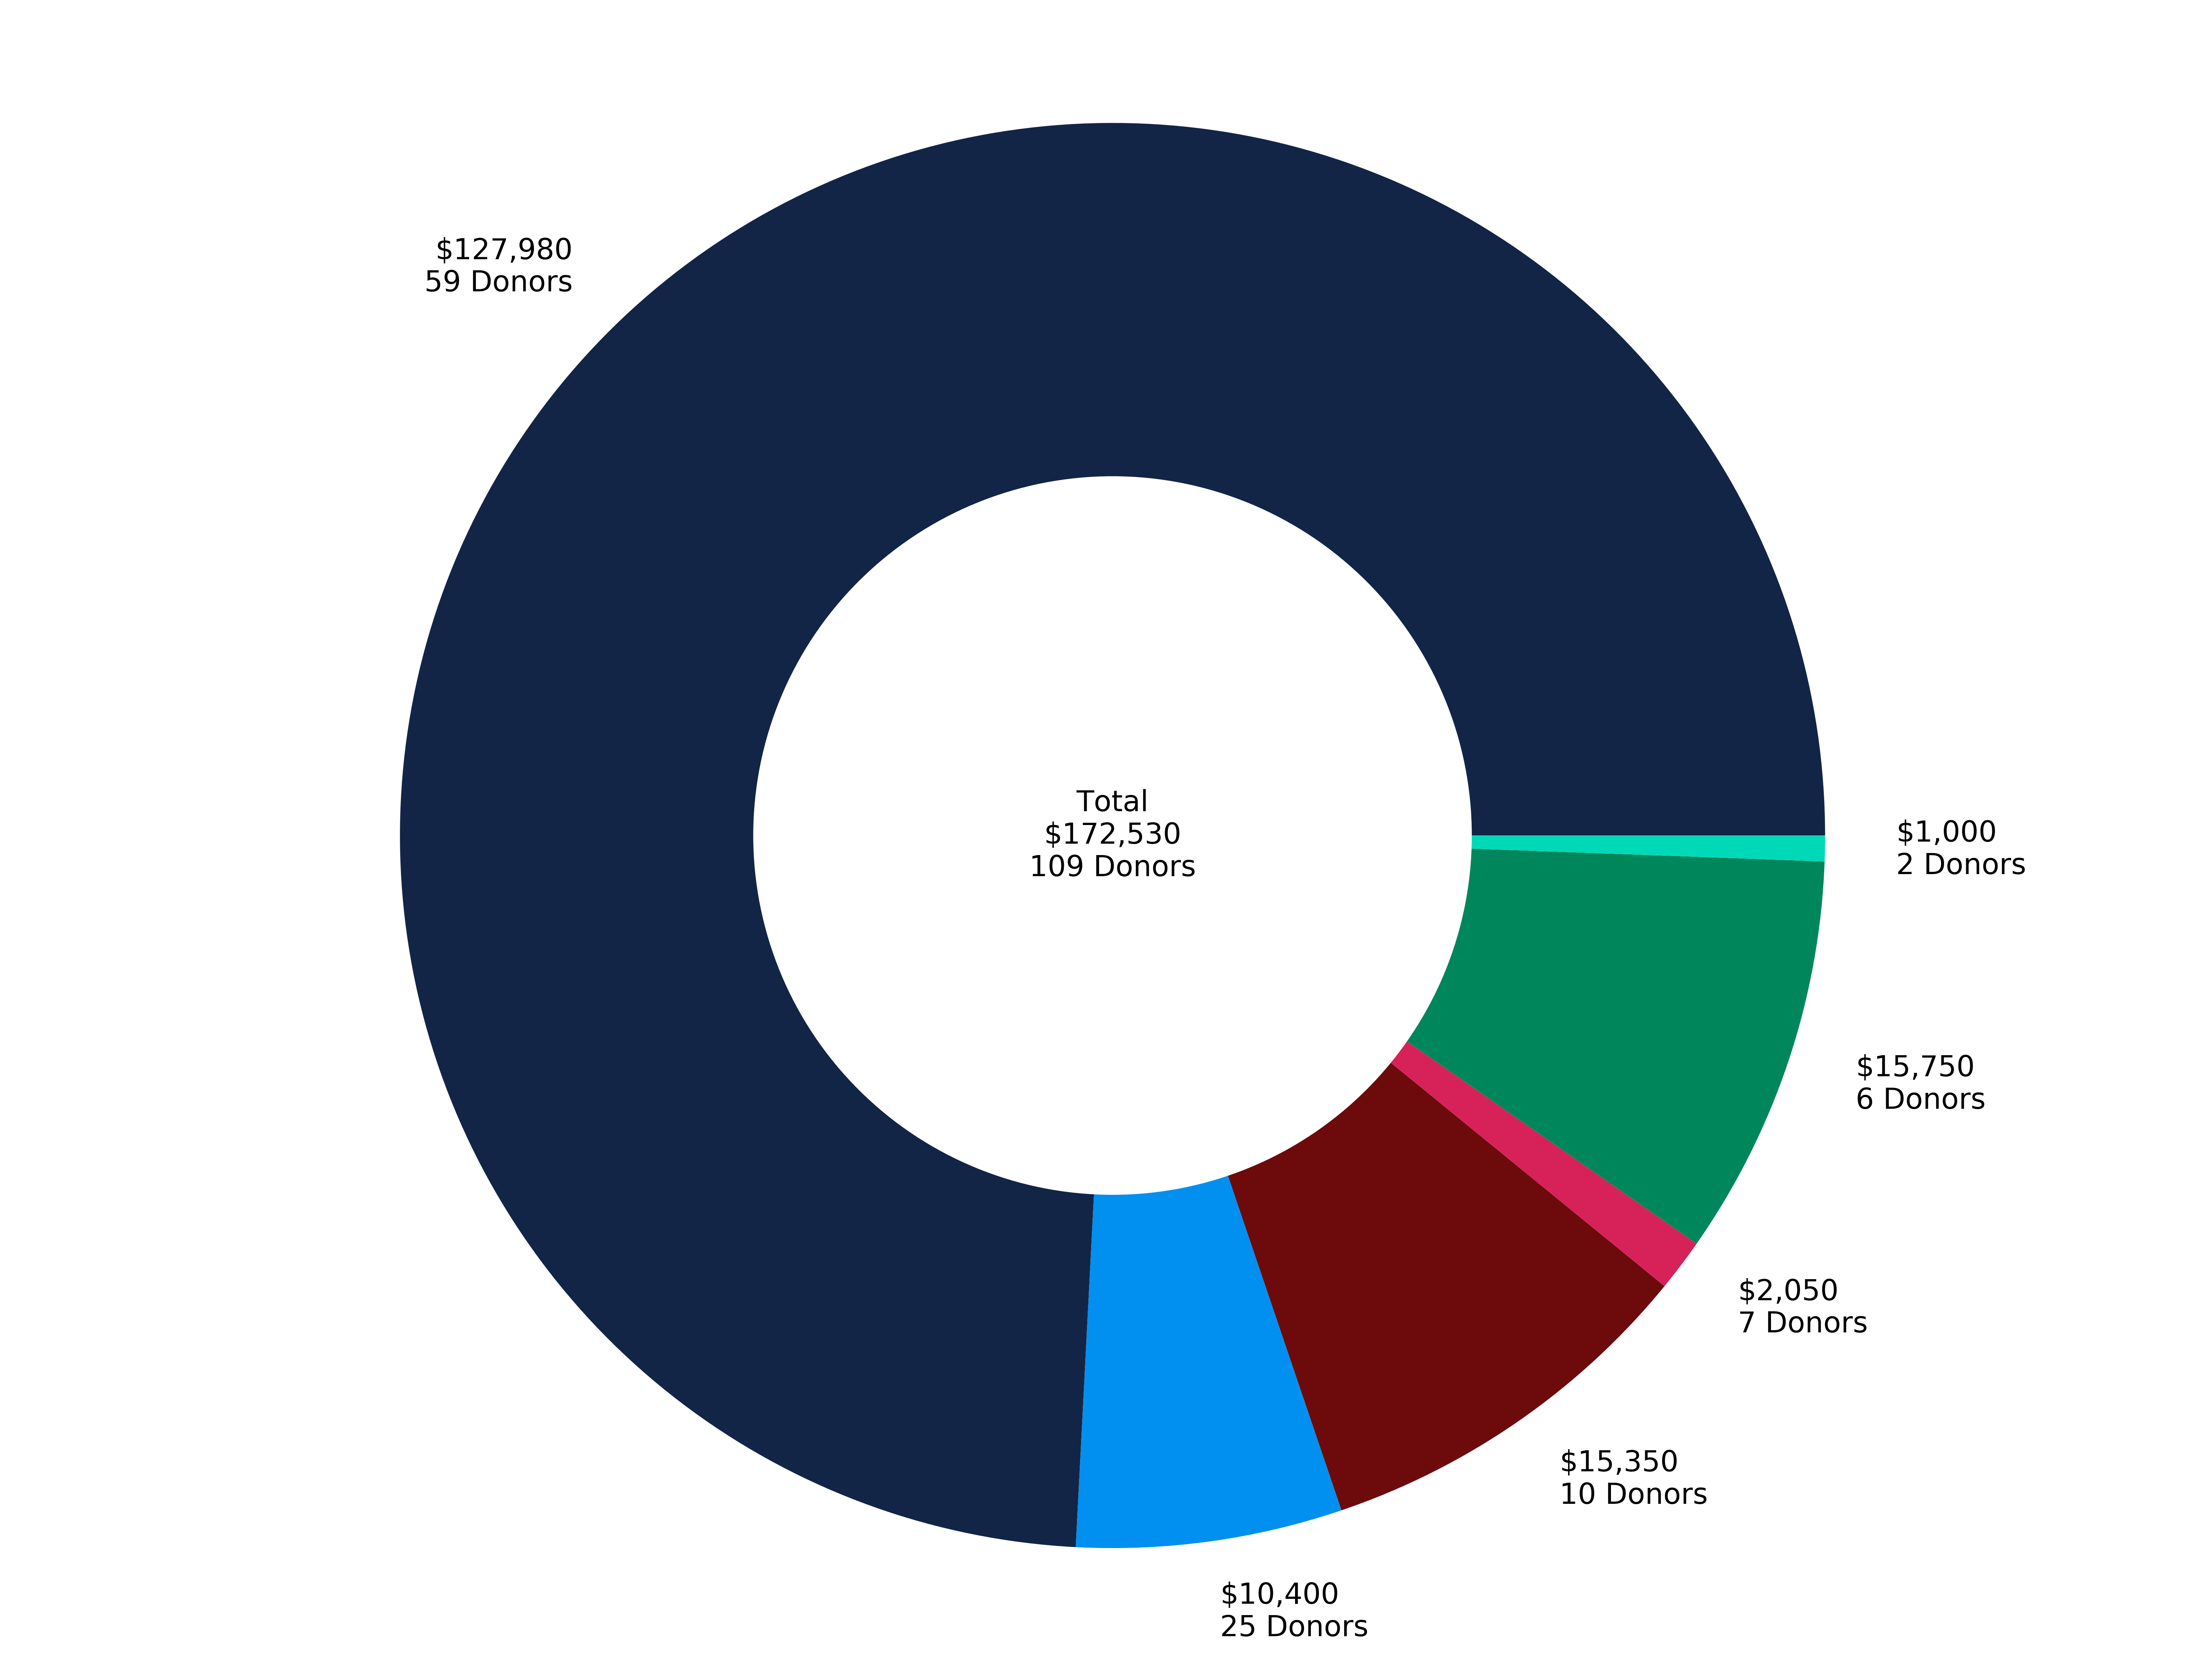 $127,980
59 Donors
Total
$172,530
109 Donors
$1,000
2 Donors
$15,750
6 Donors
$2,050
7 Donors
$15,350
10 Donors
$10,400
25 Donors